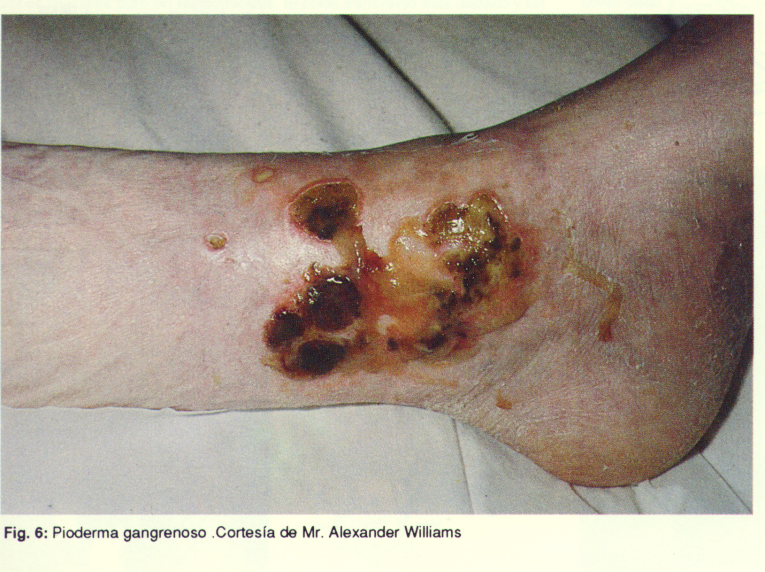 Fig. 6: Pioderma gangrenoso .Cortesía de Mr. Alexander Williams